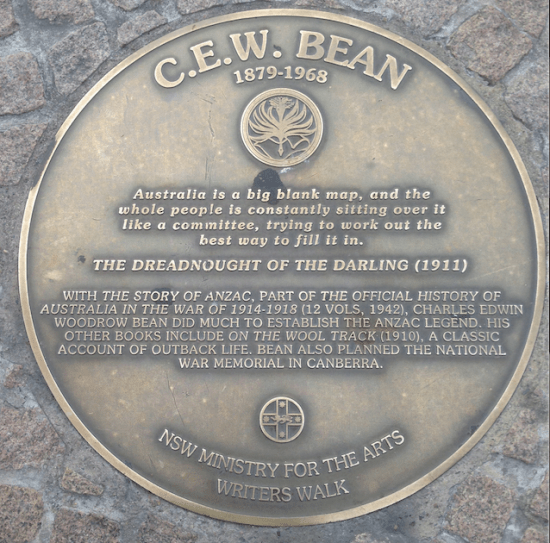 C.E.W. BEAN
1879-1968
Australia is a big blank map, and the
whole people is constantly sitting over it
like a committee, trying to work out the
best way to fill it in.
THE DREADNOUGHT OF THE DARLING (1911)
WITH THE STORY OF ANZAC, PART OF THE OFFICIAL HISTORY OF
AUSTRALIA IN THE WAR OF 1914-1918 (12 VOLS, 1942), CHARLES EDWIN
WOODROW BEAN DID MUCH TO ESTABLISH THE ANZAC LEGEND. HIS
OTHER BOOKS INCLUDE ON THE WOOL TRACK (1910), A CLASSIC
ACCOUNT OF OUTBACK LIFE. BEAN ALSO PLANNED THE NATIONAL
WAR MEMORIAL IN CANBERRA.
NSW MINISTRY FOR THE ARTS
WRITERS WALK